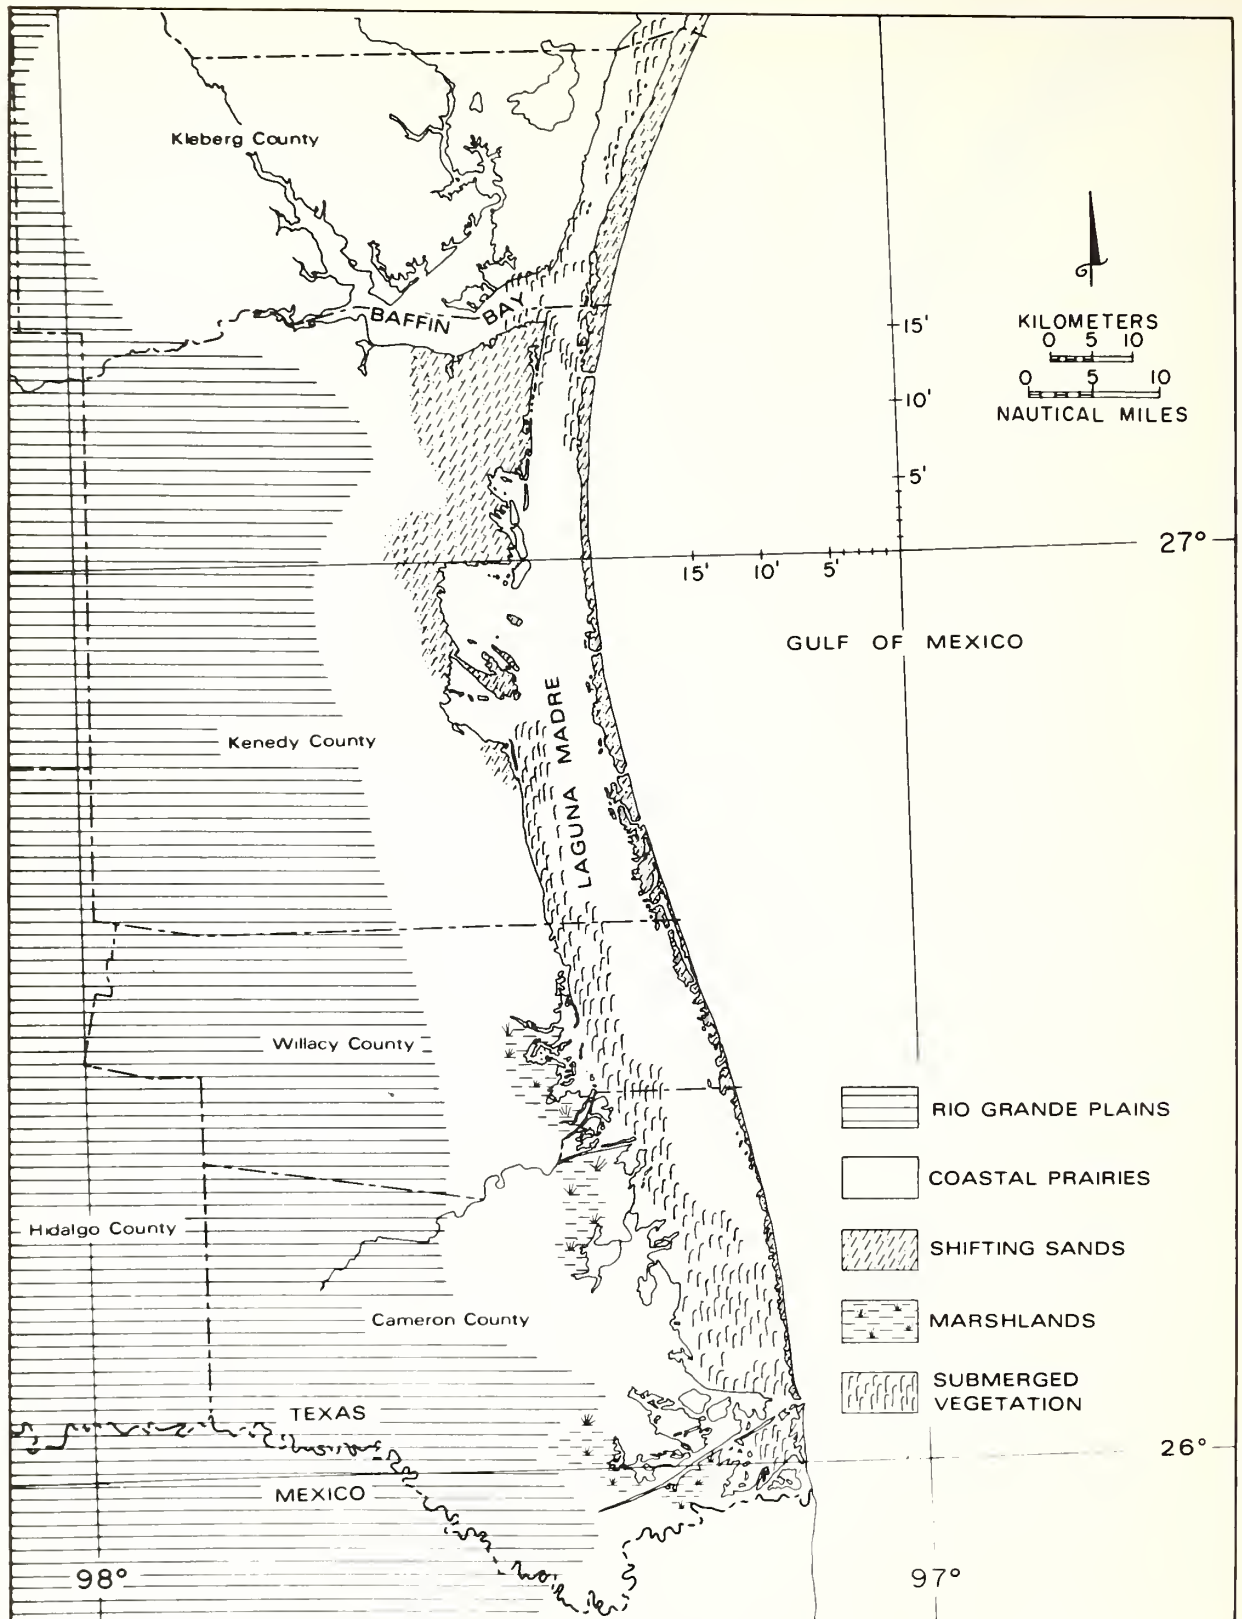 Kleberg County
BAFFIN BAY
15'
10'
5'
KILOMETERS
0 5 10
0 5 10
NAUTICAL MILES
27°
15' 10' 5'
GULF OF MEXICO
LAGUNA MADRE
Kenedy County
Willacy County
Hidalgo County
Cameron County
RIO GRANDE PLAINS
COASTAL PRAIRIES
SHIFTING SANDS
MARSHLANDS
SUBMERGED
VEGETATION
TEXAS
MEXICO
26°
98°
97°